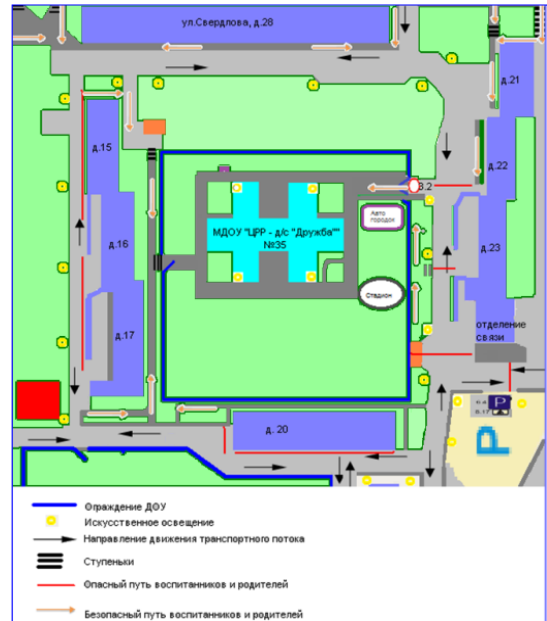 ул.Свердлова, д.28
д.21
д.15
д.22
3.2
Авто
городок
МДОУ "ЦРР - д/с "Дружба""
№35
д.16
д.23
Стадион
отделение
связи
д.17
P
P
д. 20
Ограждение ДОУ
Искусственное освещение
Направление движения транспортного потока
Ступеньки
Опасный путь воспитанников и родителей
Безопасный путь воспитанников и родителей